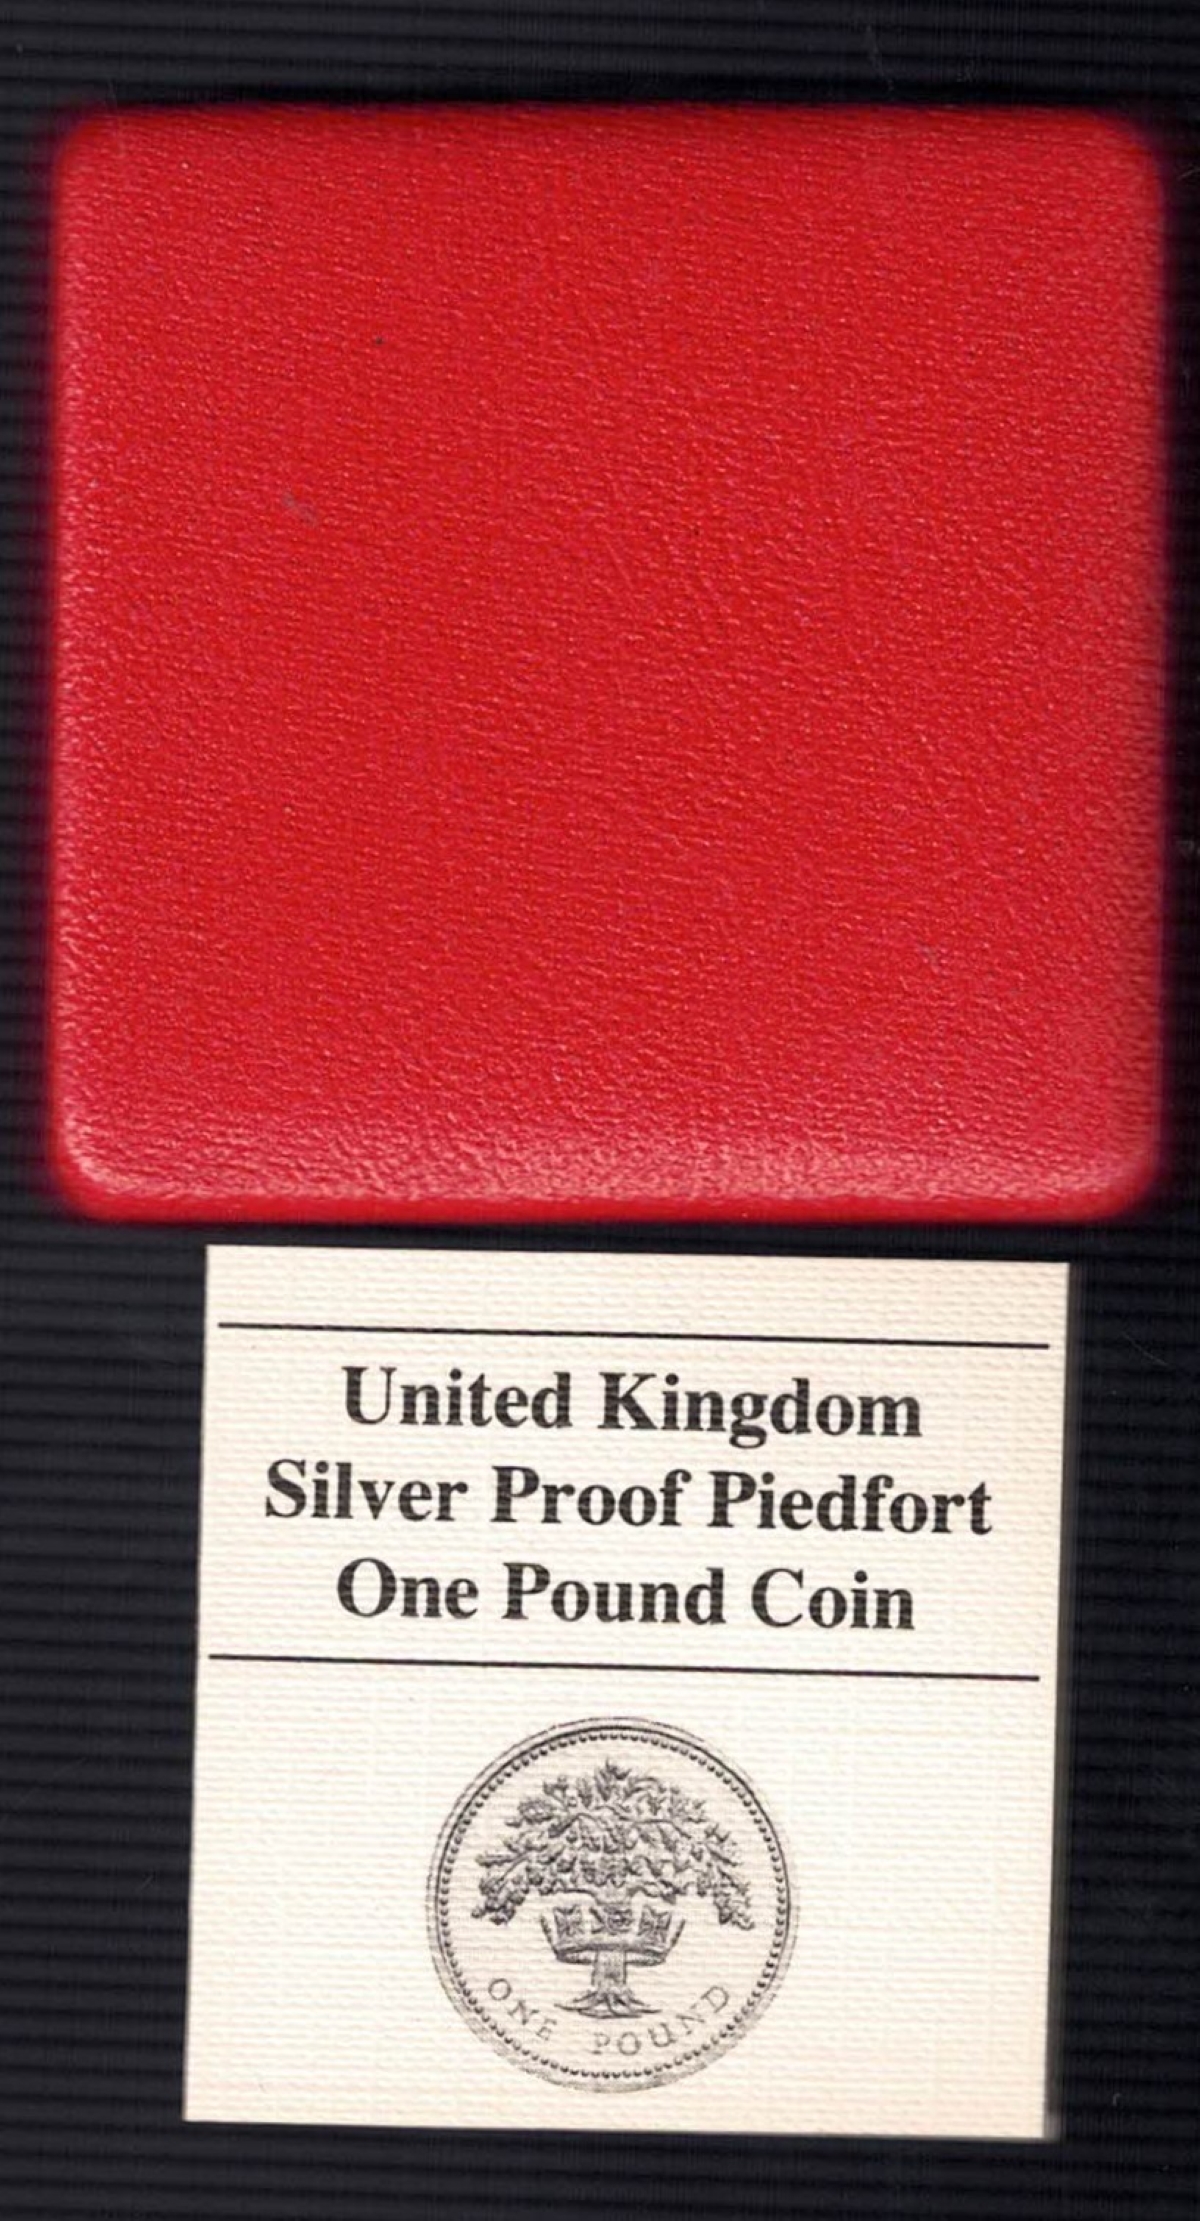 United Kingdom
Silver Proof Piedfort
One Pound Coin
ONE POUND